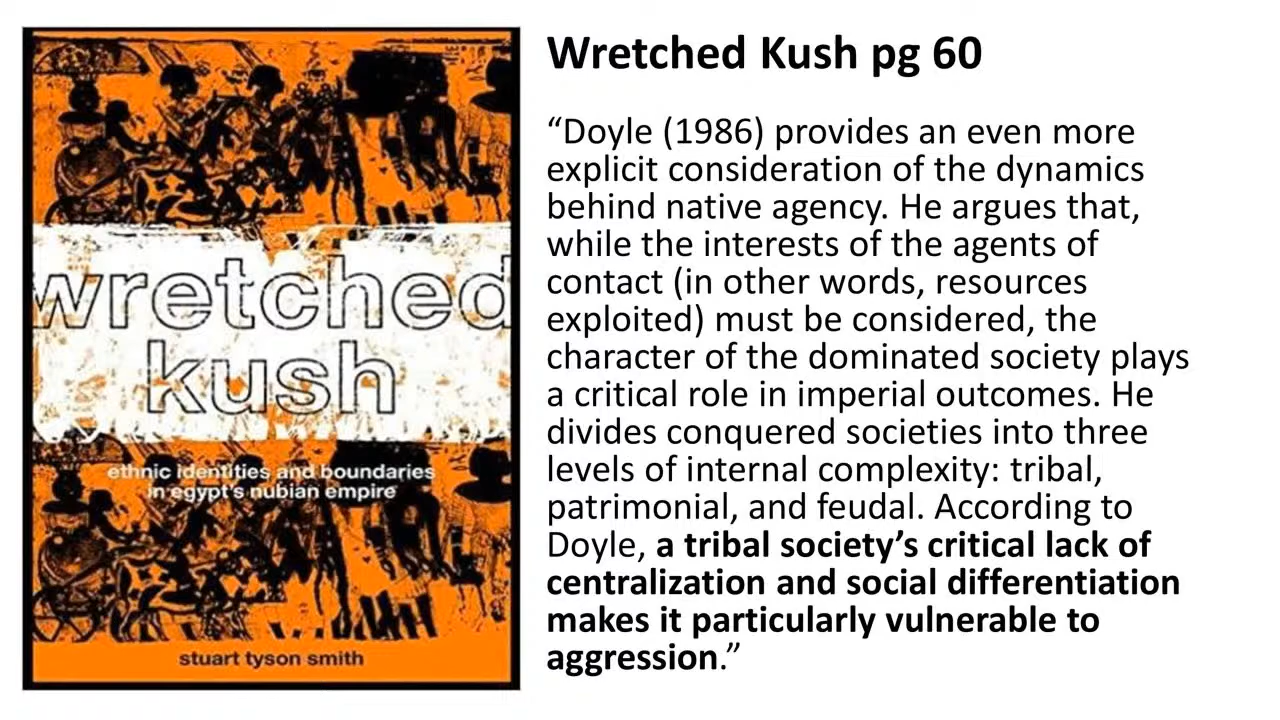 wretched
kush
ethnic identities and boundaries
in egypt's nubian empire
stuart tyson smith
Wretched Kush pg 60
“Doyle (1986) provides an even more
explicit consideration of the dynamics
behind native agency. He argues that,
while the interests of the agents of
contact (in other words, resources
exploited) must be considered, the
character of the dominated society plays
a critical role in imperial outcomes. He
divides conquered societies into three
levels of internal complexity: tribal,
patrimonial, and feudal. According to
Doyle, a tribal society’s critical lack of
centralization and social differentiation
makes it particularly vulnerable to
aggression.”